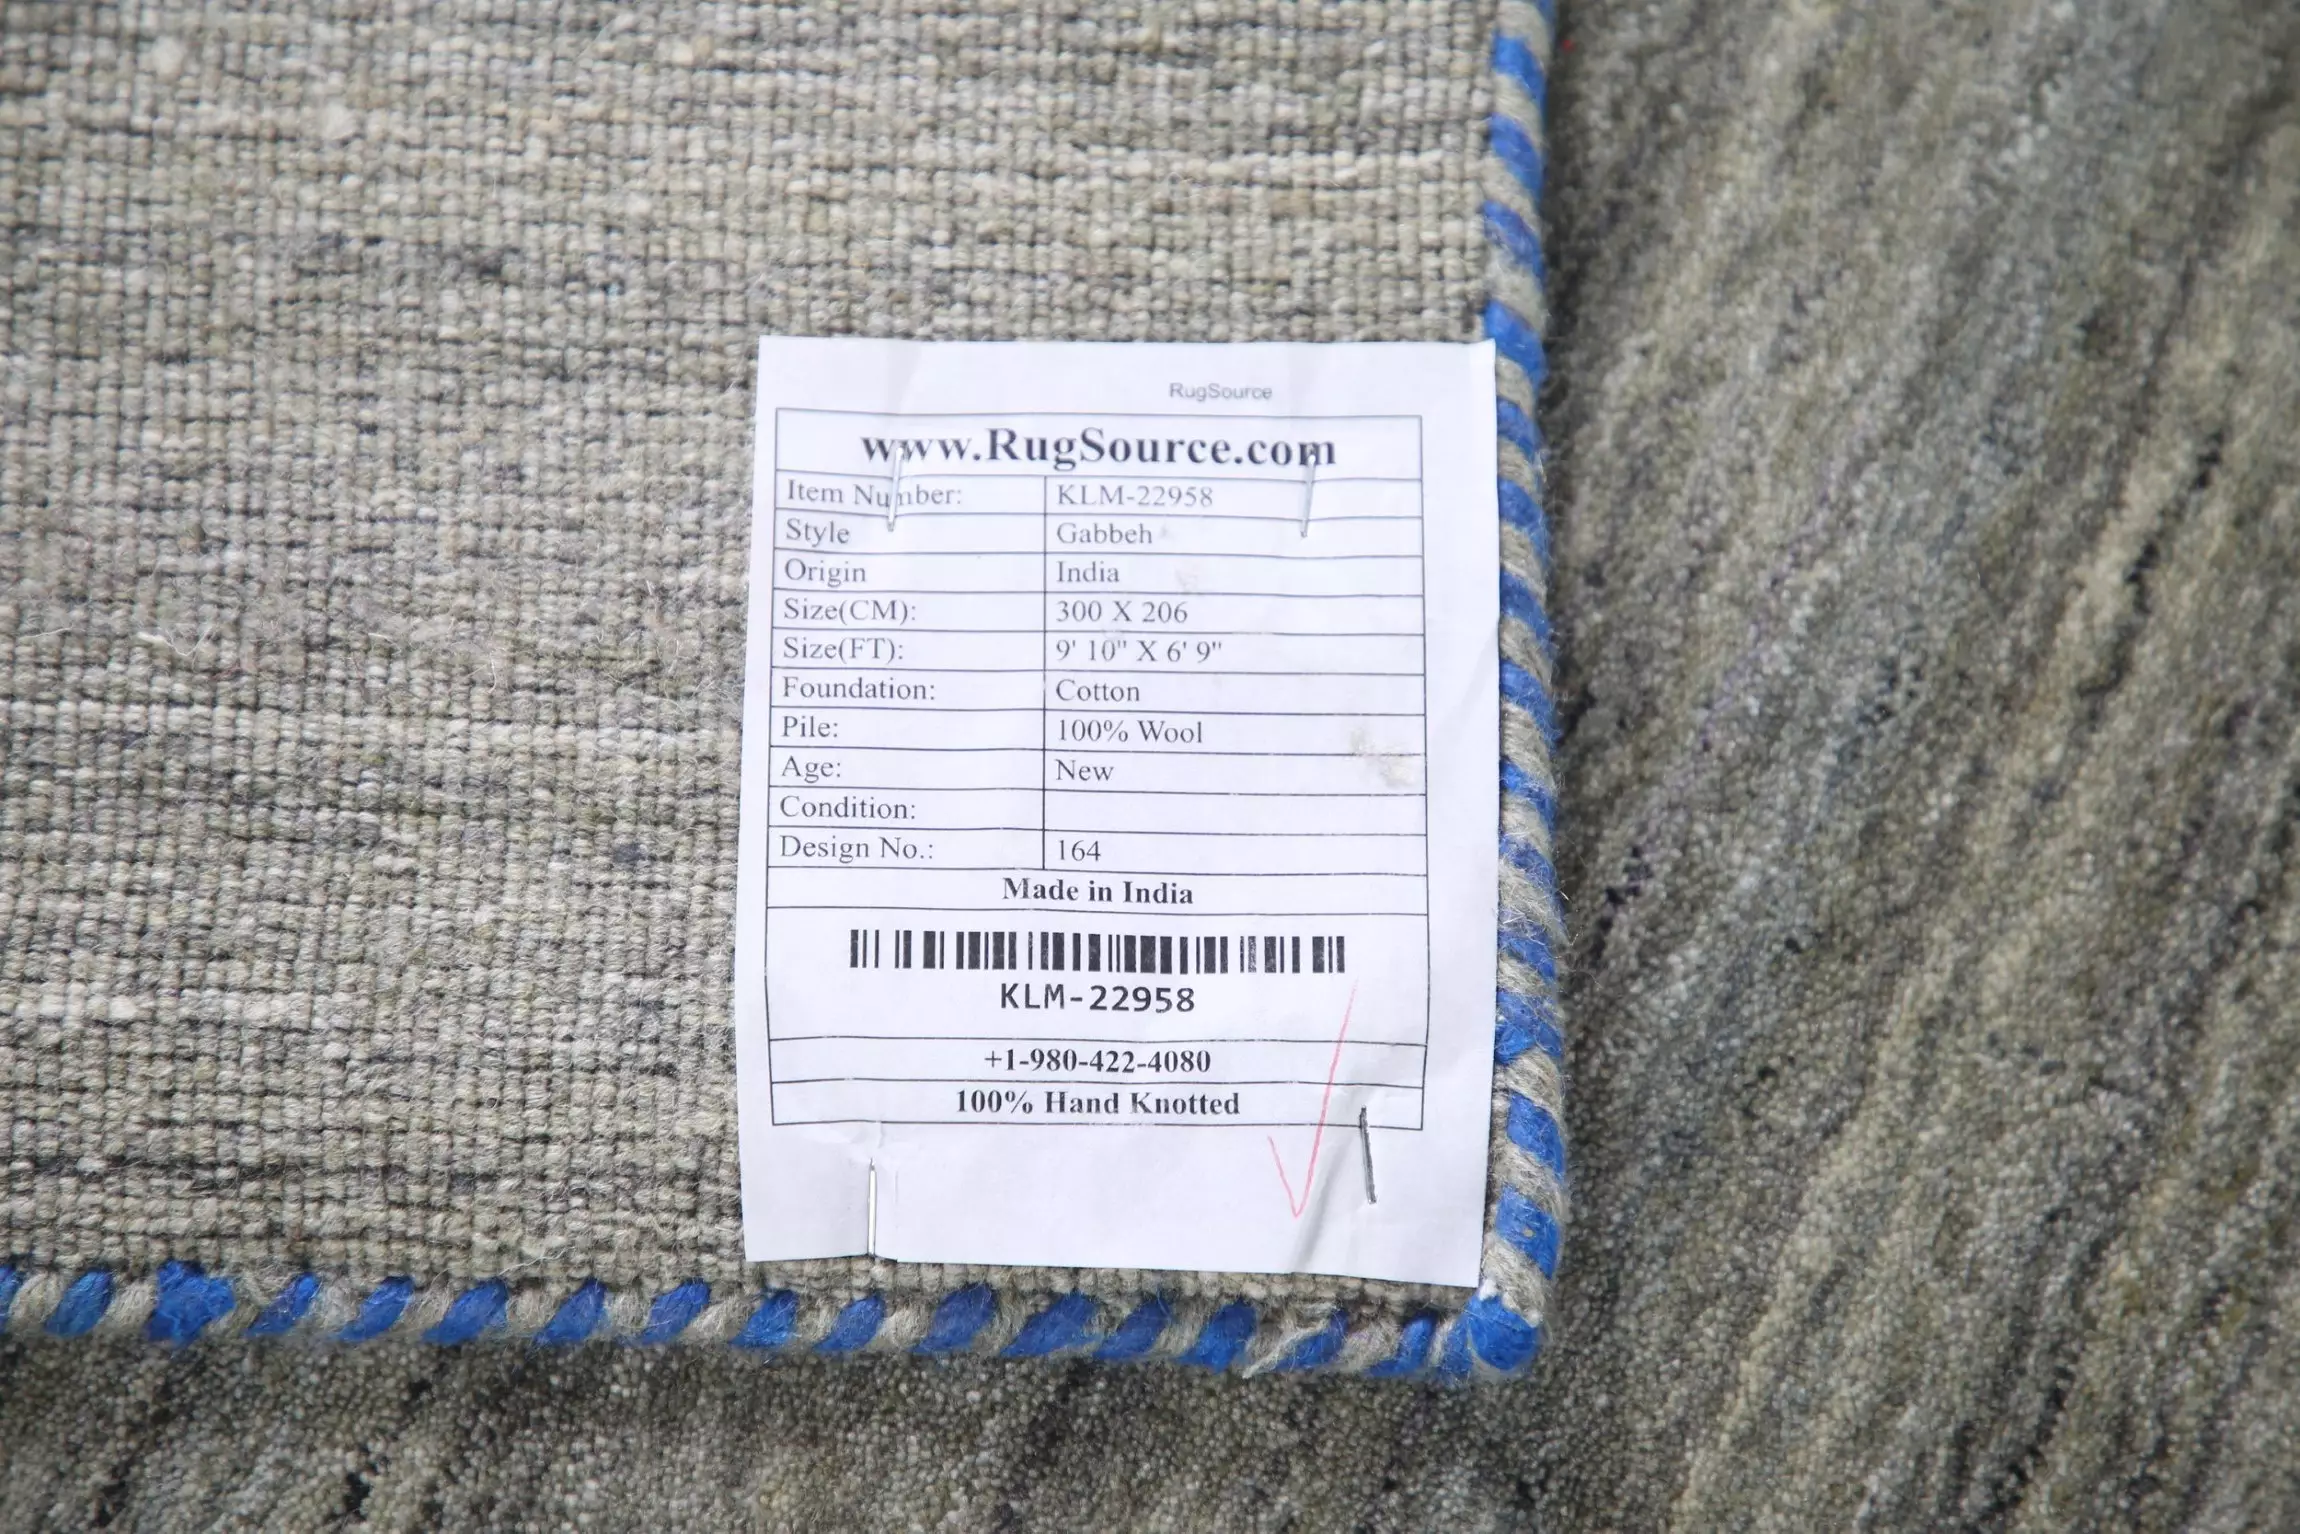 RugSource
www.RugSource.com
Item Number: KLM-22958
Style Gabbeh
Origin India
Size(CM): 300 X 206
Size(FT): 9' 10" X 6' 9"
Foundation: Cotton
Pile: 100% Wool
Age: New
Condition:
Design No.: 164
Made in India
KLM-22958
+1-980-422-4080
100% Hand Knotted